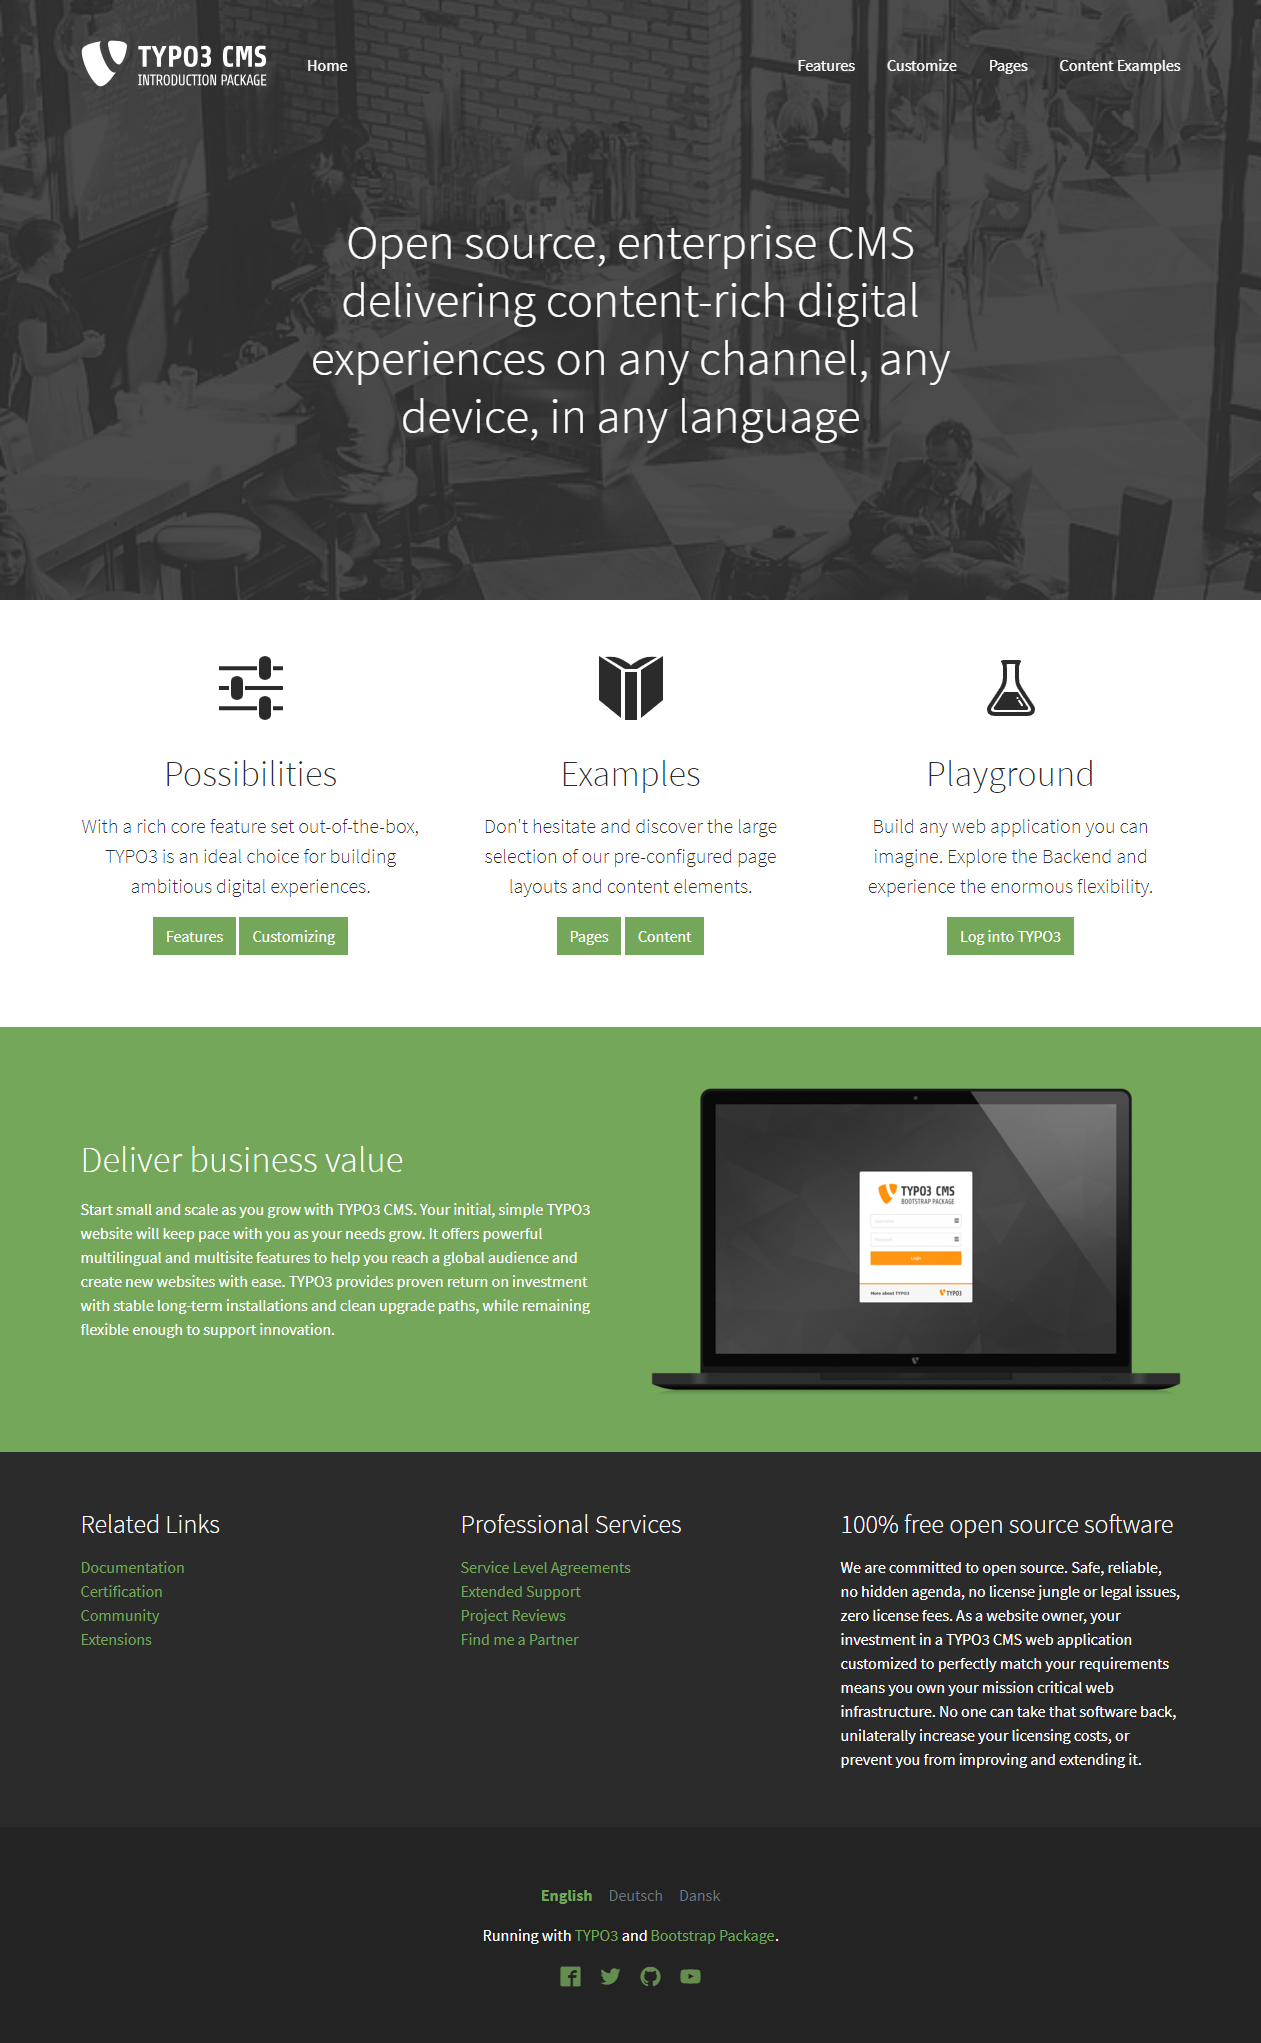 TYPO3 CMS
INTRODUCTION PACKAGE
Home
Features
Customize
Pages
Content Examples
Open source, enterprise CMS
delivering content-rich digital
experiences on any channel, any
device, in any language
Possibilities
With a rich core feature set out-of-the-box,
TYPO3 is an ideal choice for building
ambitious digital experiences.
Features
Customizing
Examples
Don't hesitate and discover the large
selection of our pre-configured page
layouts and content elements.
Pages
Content
Playground
Build any web application you can
imagine. Explore the Backend and
experience the enormous flexibility.
Log into TYPO3
Deliver business value
Start small and scale as you grow with TYPO3 CMS. Your initial, simple TYPO3
website will keep pace with you as your needs grow. It offers powerful
multilingual and multisite features to help you reach a global audience and
create new websites with ease. TYPO3 provides proven return on investment
with stable long-term installations and clean upgrade paths, while remaining
flexible enough to support innovation.
TYPO3 CMS
BOOTSTRAP PACKAGE
Login
More about TYPO3
TYPO3
Related Links
Documentation
Certification
Community
Extensions
Professional Services
Service Level Agreements
Extended Support
Project Reviews
Find me a Partner
100% free open source software
We are committed to open source. Safe, reliable,
no hidden agenda, no license jungle or legal issues,
zero license fees. As a website owner, your
investment in a TYPO3 CMS web application
customized to perfectly match your requirements
means you own your mission critical web
infrastructure. No one can take that software back,
unilaterally increase your licensing costs, or
prevent you from improving and extending it.
English
Deutsch
Dansk
Running with TYPO3 and Bootstrap Package.